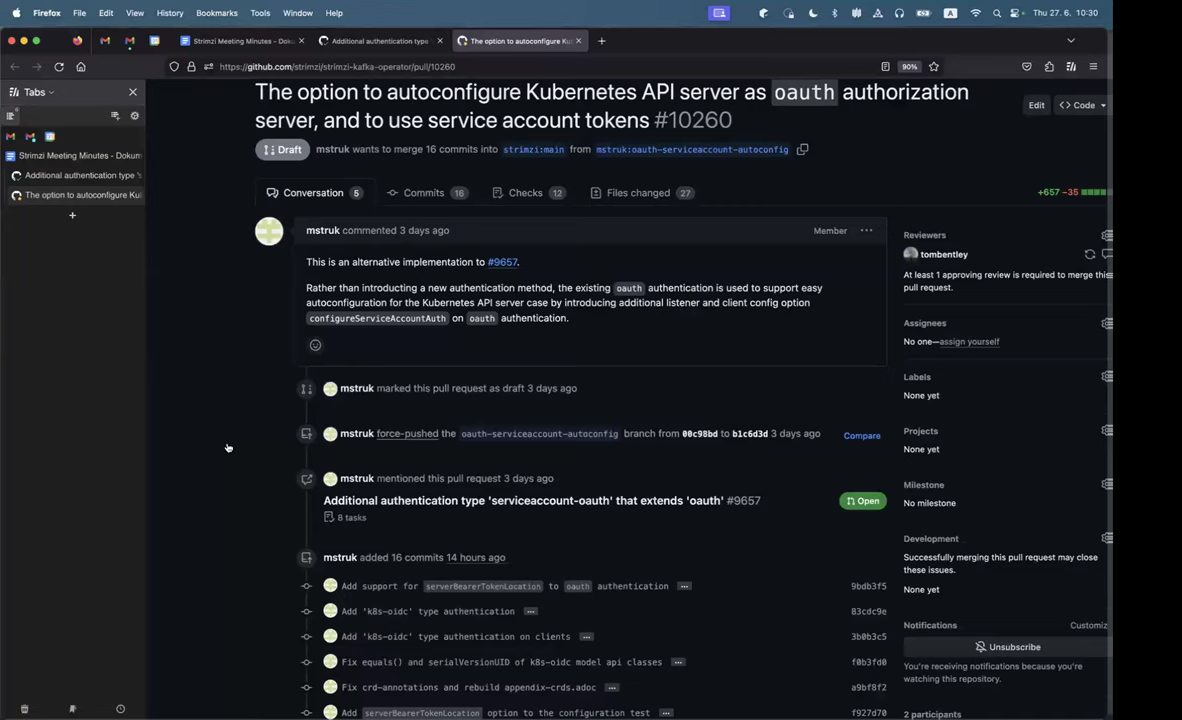 Firefox File Edit View History Bookmarks Tools Window Help A Thu 27. 6. 10:30
Strimzi Meeting Minutes - Doku
Additional authentication type '
The option to autoconfigure Ku
https://github.com/strimzi/strimzi-kafka-operator/pull/10260
90%
Tabs
Strimzi Meeting Minutes - Dokum
Additional authentication type 's
The option to autoconfigure Ku
The option to autoconfigure Kubernetes API server as oauth authorization
server, and to use service account tokens #10260
Edit
<> Code
Draft
mstruk wants to merge 16 commits into strimzi:main from mstruk:oauth-serviceaccount-autoconfig
Conversation 5
Commits 16
Checks 12
Files changed 27
+657 −35
mstruk commented 3 days ago
Member
This is an alternative implementation to #9657.
Rather than introducing a new authentication method, the existing oauth authentication is used to support easy
autoconfiguration for the Kubernetes API server case by introducing additional listener and client config option
configureServiceAccountAuth on oauth authentication.
mstruk marked this pull request as draft 3 days ago
mstruk force-pushed the oauth-serviceaccount-autoconfig branch from 00c98bd to b1c6d3d 3 days ago
Compare
mstruk mentioned this pull request 3 days ago
Additional authentication type 'serviceaccount-oauth' that extends 'oauth' #9657
Open
8 tasks
mstruk added 16 commits 14 hours ago
Add support for serverBearerTokenLocation to oauth authentication
9bdb3f5
Add 'k8s-oidc' type authentication
83cdc9e
Add 'k8s-oidc' type authentication on clients
3b0b3c5
Fix equals() and serialVersionUID of k8s-oidc model api classes
f0b3fd0
Fix crd-annotations and rebuild appendix-crds.adoc
a9bf8f2
Add serverBearerTokenLocation option to the configuration test
f927d70
Reviewers
tombentley
At least 1 approving review is required to merge this
pull request.
Assignees
No one—assign yourself
Labels
None yet
Projects
None yet
Milestone
No milestone
Development
Successfully merging this pull request may close
these issues.
None yet
Notifications
Customiz
Unsubscribe
You're receiving notifications because you're
watching this repository.
2 participants